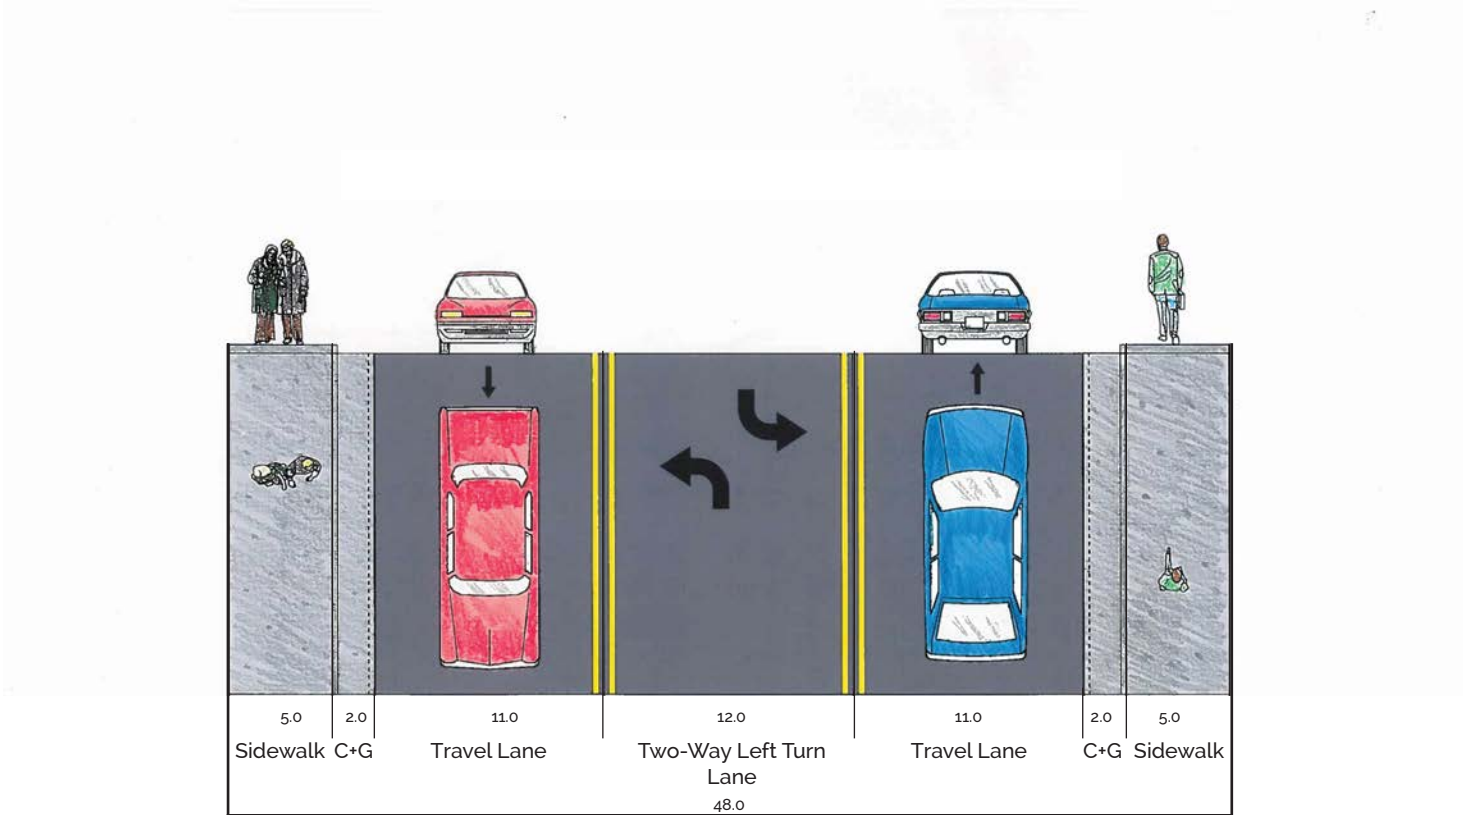 5.0 2.0 11.0 12.0 11.0 2.0 5.0
Sidewalk C+G Travel Lane Two-Way Left Turn Travel Lane C+G Sidewalk
Lane
48.0